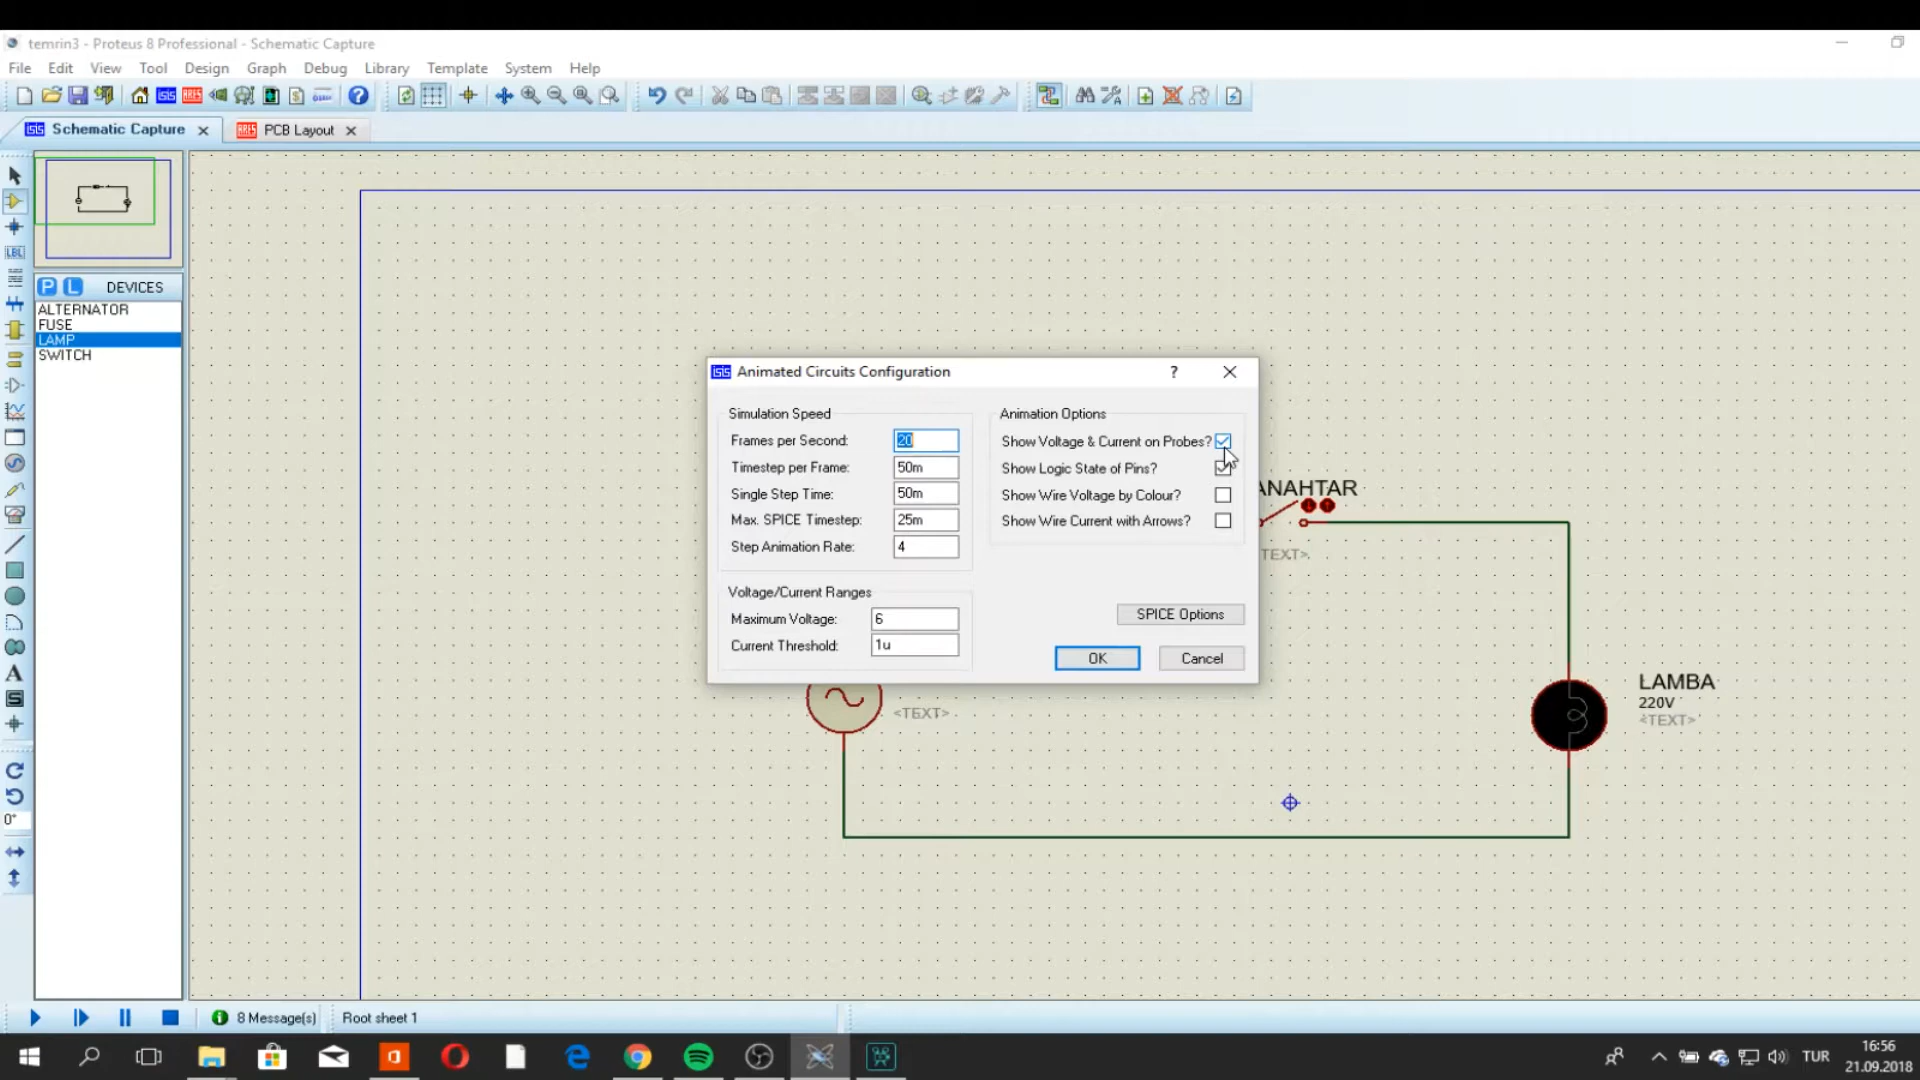 temrin3 - Proteus 8 Professional - Schematic Capture
File Edit View Tool Design Graph Debug Library Template System Help
isis Schematic Capture
ARES PCB Layout
LBL
P L DEVICES
ALTERNATOR
FUSE
LAMP
SWITCH
isis Animated Circuits Configuration ?
Simulation Speed
Frames per Second: 20
Timestep per Frame: 50m
Single Step Time: 50m
Max. SPICE Timestep: 25m
Step Animation Rate: 4
Voltage/Current Ranges
Maximum Voltage: 6
Current Threshold: 1u
Animation Options
Show Voltage & Current on Probes?
Show Logic State of Pins?
Show Wire Voltage by Colour?
Show Wire Current with Arrows?
SPICE Options
OK Cancel
ANAHTAR
TEXT>
<TEXT>
LAMBA
220V
<TEXT>
A
S
0°
8 Message(s) Root sheet 1
TUR
16:56
21.09.2018